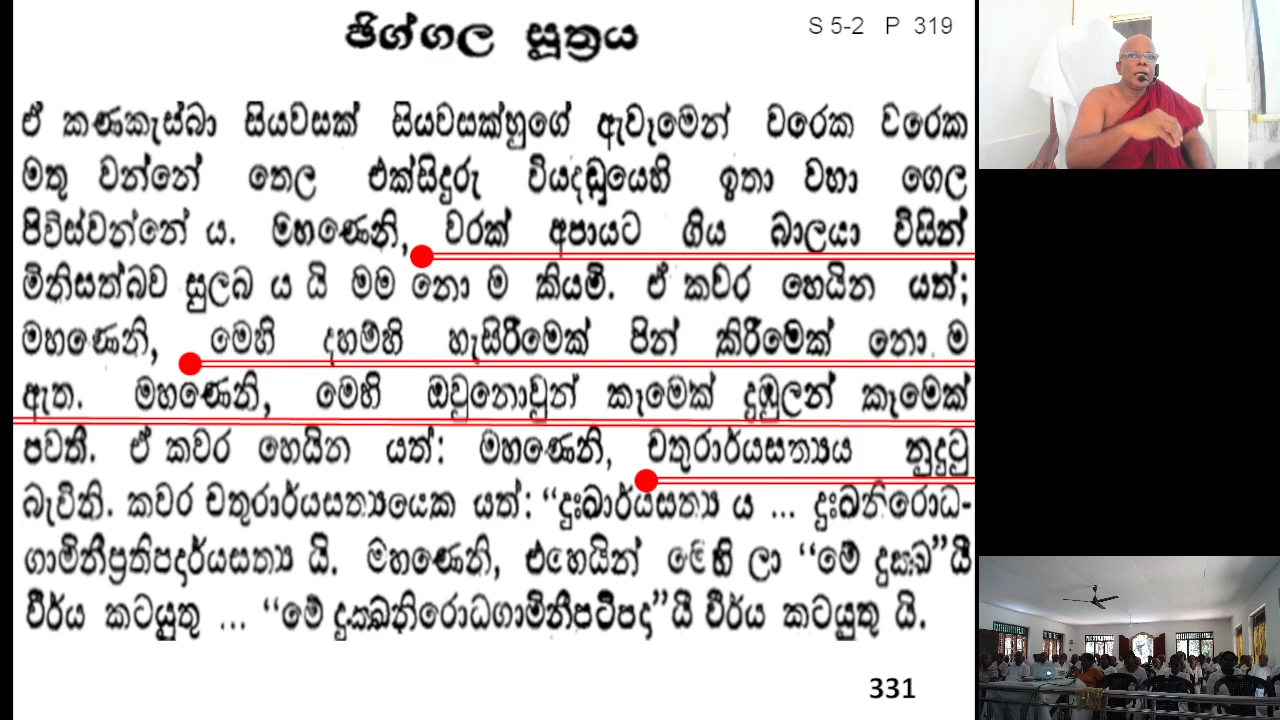 ඡිග්ගල සූත්‍රය
S 5-2 P 319
ඒ කණකැස්බා සියවසක් සියවසක්හුගේ ඇවෑමෙන් වරෙක වරෙක
මතු වන්නේ තෙල එක්සිදුරු වියදඬුයෙහි ඉතා වහා ගෙල
පිවිස්වන්නේ ය. මහණෙනි, වරක් අපායට ගිය බාලයා විසින්
මිනිසත්බව සුලබ ය යි මම නො ම කියමි. ඒ කවර හෙයින යත්;
මහණෙනි, මෙහි දහම්හි හැසිරීමෙක් පින් කිරීමෙක් නො ම
ඇත. මහණෙනි, මෙහි ඔවුනොවුන් කෑමෙක් දුඹුලන් කෑමෙක්
පවතී. ඒ කවර හෙයින යත්: මහණෙනි, චතුරාර්යසත්‍යය නුදුටු
බැවිනි. කවර චතුරාර්යසත්‍යයෙක යත්: “දුඃඛාර්යසත්‍ය ය ... දුඃඛනිරොධ-
ගාමිනීප්‍රතිපදාර්යසත්‍ය යි. මහණෙනි, එහෙයින් මෙහි ලා “මේ දුඃඛ”යී
වීර්ය කටයුතු ... “මේ දුක්ඛනිරොධගාමිනීපටිපදා”යී වීර්ය කටයුතු යි.
331